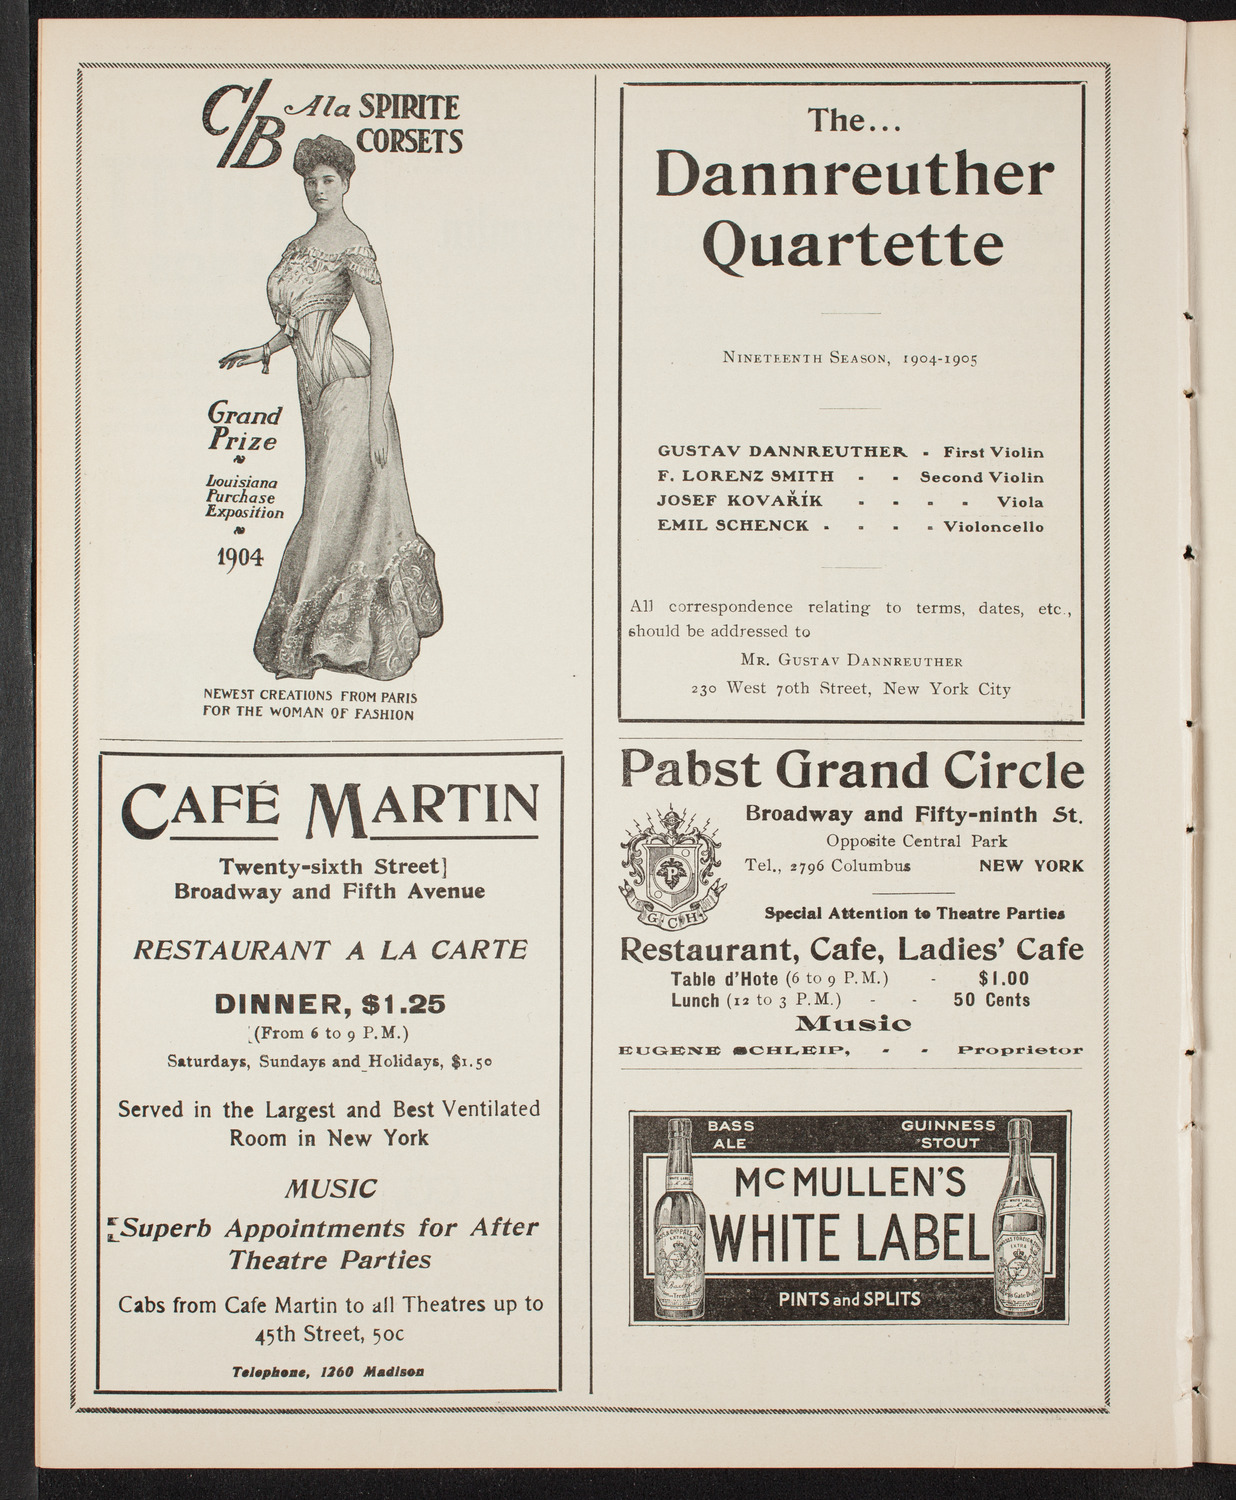 C/B Ala SPIRITE
CORSETS
Grand
Prize
Louisiana
Purchase
Exposition
1904
NEWEST CREATIONS FROM PARIS
FOR THE WOMAN OF FASHION
CAFÉ MARTIN
Twenty-sixth Street]
Broadway and Fifth Avenue
RESTAURANT A LA CARTE
DINNER, $1.25
(From 6 to 9 P.M.)
Saturdays, Sundays and Holidays, $1.50
Served in the Largest and Best Ventilated
Room in New York
MUSIC
Superb Appointments for After
Theatre Parties
Cabs from Cafe Martin to all Theatres up to
45th Street, 50c
Telephone, 1260 Madison
The...
Dannreuther
Quartette
NINETEENTH SEASON, 1904-1905
GUSTAV DANNREUTHER - First Violin
F. LORENZ SMITH - - Second Violin
JOSEF KOVAŘÍK - - - - Viola
EMIL SCHENCK - - - - Violoncello
All correspondence relating to terms, dates, etc.,
should be addressed to
MR. GUSTAV DANNREUTHER
230 West 70th Street, New York City
Pabst Grand Circle
Broadway and Fifty-ninth St.
Opposite Central Park
Tel., 2796 Columbus NEW YORK
P
G.C.H.
Special Attention to Theatre Parties
Restaurant, Cafe, Ladies' Cafe
Table d'Hote (6 to 9 P.M.) - $1.00
Lunch (12 to 3 P.M.) - - 50 Cents
Music
EUGENE SCHLEIP, - - Proprietor
BASS
ALE
GUINNESS
STOUT
McMULLEN'S
WHITE LABEL
PINTS and SPLITS